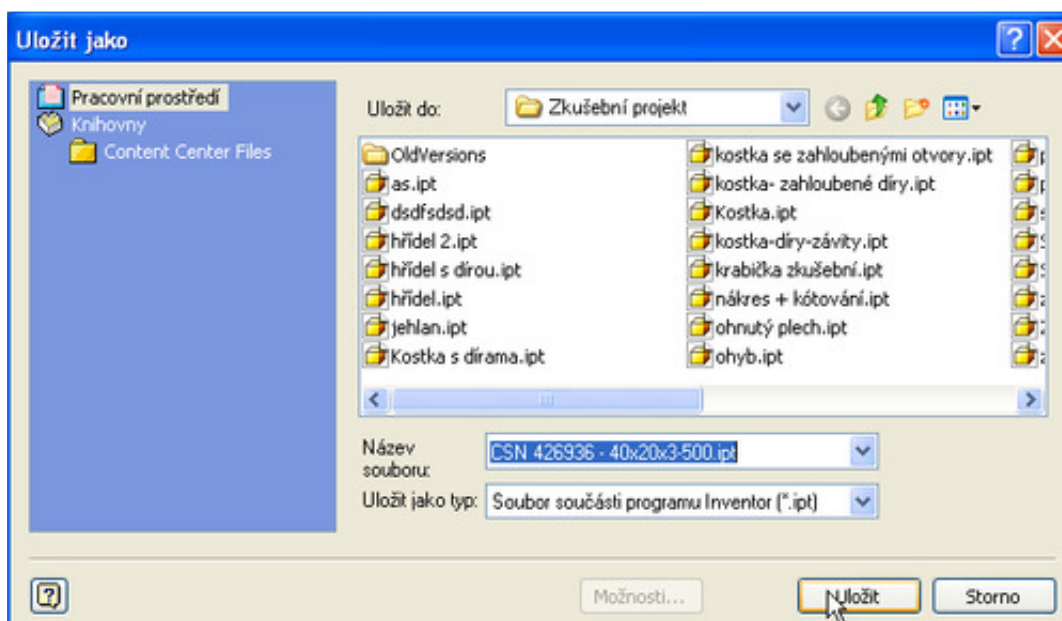 Uložit jako
Pracovní prostředí
Knihovny
Content Center Files
Uložit do: Zkušební projekt
OldVersions
as.ipt
dsdfsdsd.ipt
hřídel 2.ipt
hřídel s dírou.ipt
hřídel.ipt
jehlan.ipt
Kostka s dírama.ipt
kostka se zahloubenými otvory.ipt
kostka- zahloubené díry.ipt
Kostka.ipt
kostka-díry-závity.ipt
krabička zkušební.ipt
nákres + kótování.ipt
ohnutý plech.ipt
ohyb.ipt
Název souboru: CSN 426936 - 40x20x3-500.ipt
Uložit jako typ: Soubor součásti programu Inventor (*.ipt)
Možnosti... Uložit Storno